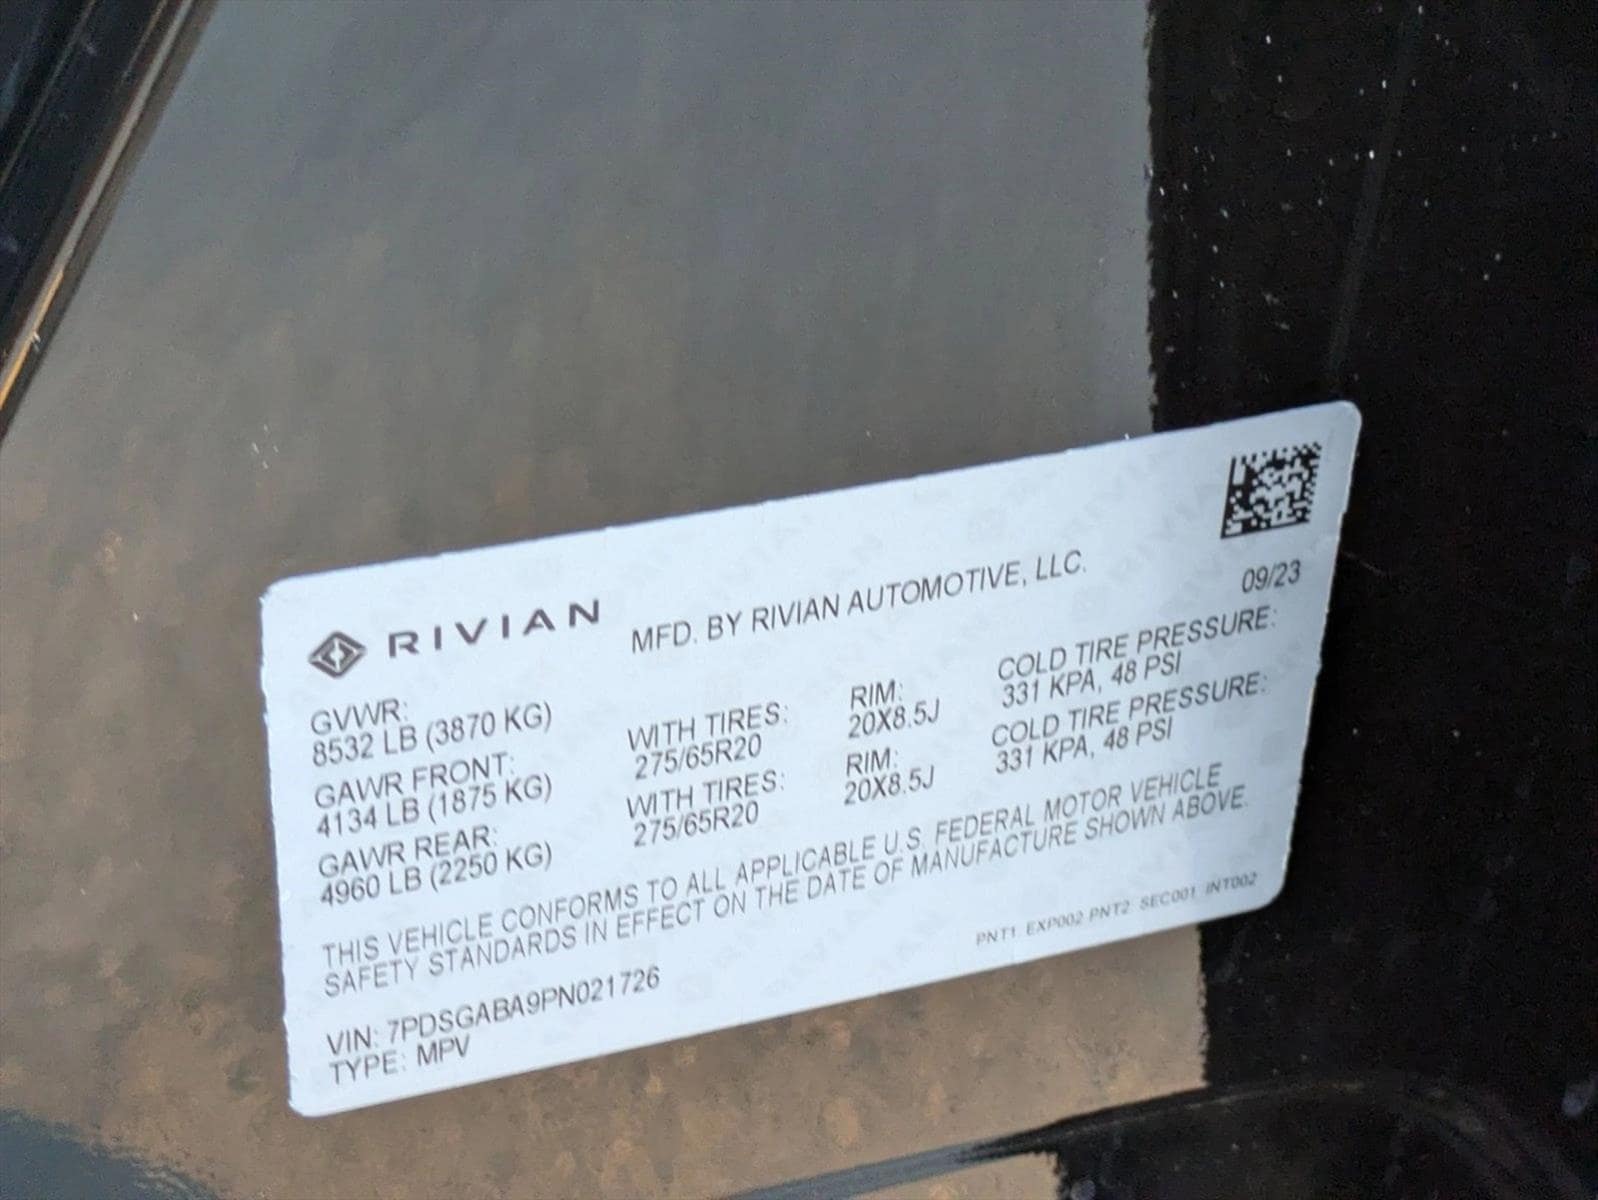 RIVIAN MFD. BY RIVIAN AUTOMOTIVE, LLC. 09/23
GVWR:
8532 LB (3870 KG) WITH TIRES: RIM: COLD TIRE PRESSURE:
GAWR FRONT: 275/65R20 20X8.5J 331 KPA, 48 PSI
4134 LB (1875 KG) WITH TIRES: RIM: COLD TIRE PRESSURE:
GAWR REAR: 275/65R20 20X8.5J 331 KPA, 48 PSI
4960 LB (2250 KG)
THIS VEHICLE CONFORMS TO ALL APPLICABLE U.S. FEDERAL MOTOR VEHICLE
SAFETY STANDARDS IN EFFECT ON THE DATE OF MANUFACTURE SHOWN ABOVE.
PNT1 EXP002 PNT2 SEC001 INT002
VIN: 7PDSGABA9PN021726
TYPE: MPV